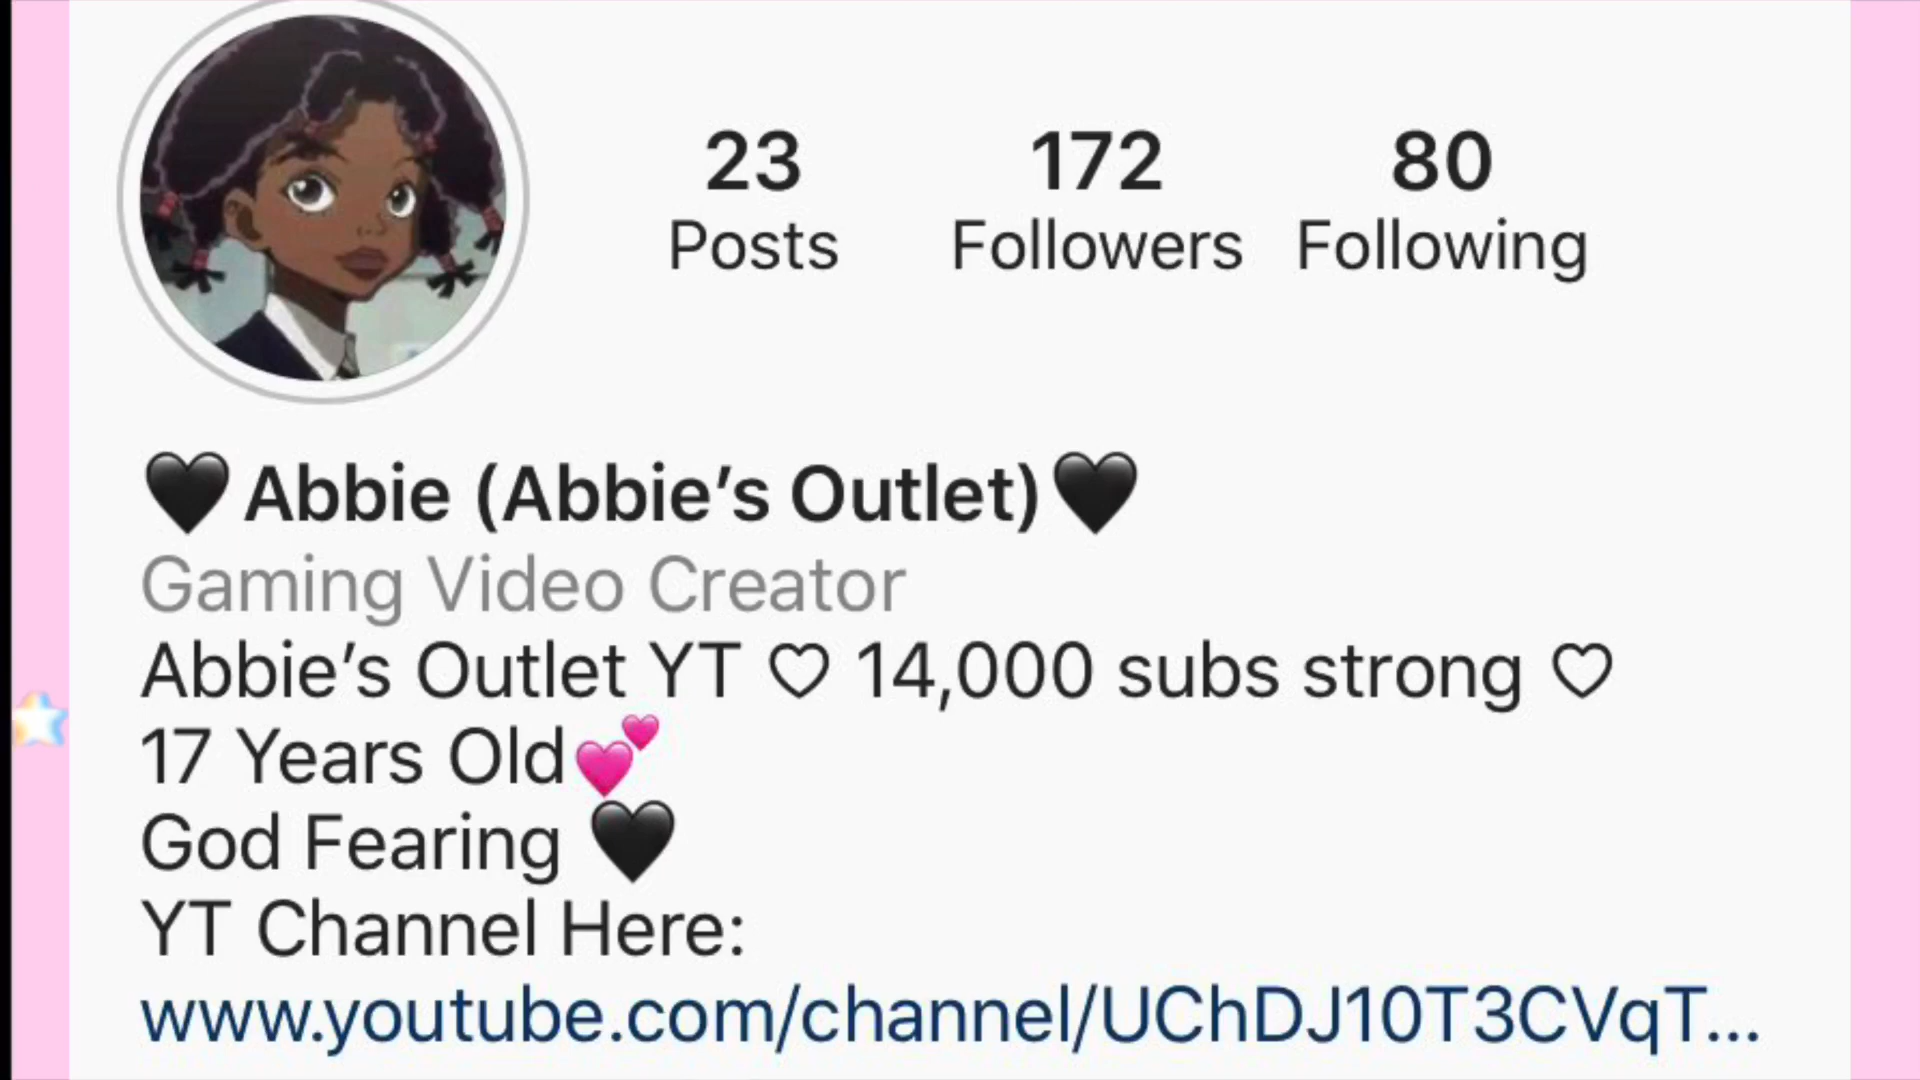 23 172 80
Posts Followers Following
🖤Abbie (Abbie’s Outlet)🖤
Gaming Video Creator
Abbie’s Outlet YT ♡ 14,000 subs strong ♡
17 Years Old💕
God Fearing 🖤
YT Channel Here:
www.youtube.com/channel/UChDJ10T3CVqT...